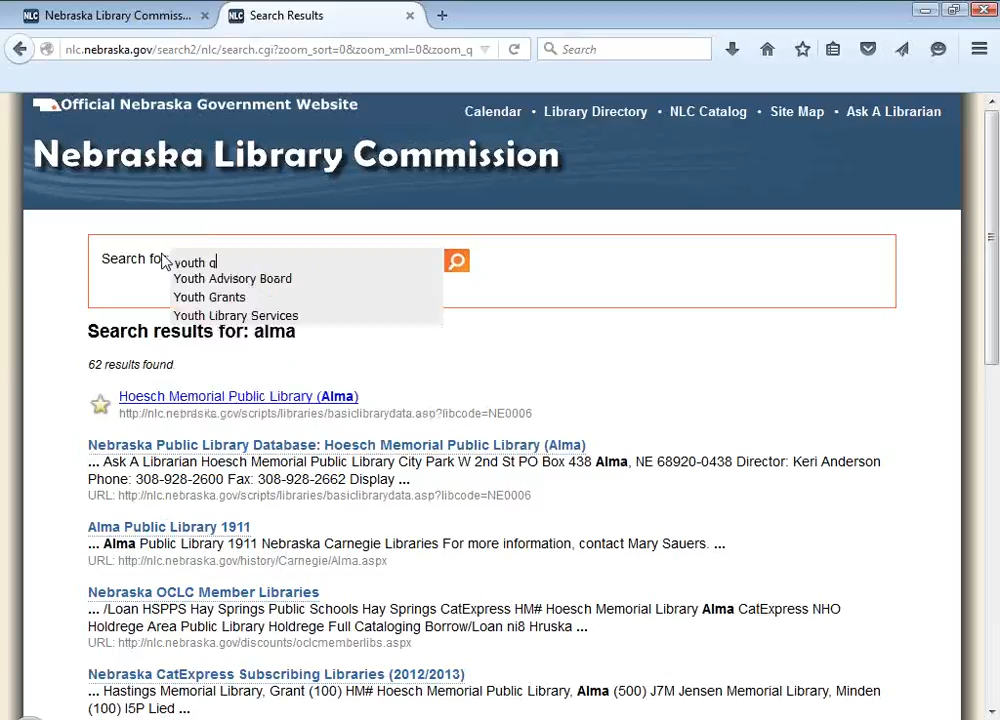 Nebraska Library Commiss...
Search Results
nlc.nebraska.gov/search2/nlc/search.cgi?zoom_sort=0&zoom_xml=0&zoom_q
Search
Official Nebraska Government Website
Calendar • Library Directory • NLC Catalog • Site Map • Ask A Librarian
Nebraska Library Commission
Search for: youth g
Youth Advisory Board
Youth Grants
Youth Library Services
Search results for: alma
62 results found
Hoesch Memorial Public Library (Alma)
http://nlc.nebraska.gov/scripts/libraries/basiclibrarydata.asp?libcode=NE0006
Nebraska Public Library Database: Hoesch Memorial Public Library (Alma)
... Ask A Librarian Hoesch Memorial Public Library City Park W 2nd St PO Box 438 Alma, NE 68920-0438 Director: Keri Anderson
Phone: 308-928-2600 Fax: 308-928-2662 Display ...
URL: http://nlc.nebraska.gov/scripts/libraries/basiclibrarydata.asp?libcode=NE0006
Alma Public Library 1911
... Alma Public Library 1911 Nebraska Carnegie Libraries For more information, contact Mary Sauers. ...
URL: http://nlc.nebraska.gov/history/Carnegie/Alma.aspx
Nebraska OCLC Member Libraries
... /Loan HSPPS Hay Springs Public Schools Hay Springs CatExpress HM# Hoesch Memorial Library Alma CatExpress NHO
Holdrege Area Public Library Holdrege Full Cataloging Borrow/Loan ni8 Hruska ...
URL: http://nlc.nebraska.gov/discounts/oclcmemberlibs.aspx
Nebraska CatExpress Subscribing Libraries (2012/2013)
... Hastings Memorial Library, Grant (100) HM# Hoesch Memorial Public Library, Alma (500) J7M Jensen Memorial Library, Minden
(100) I5P Lied ...